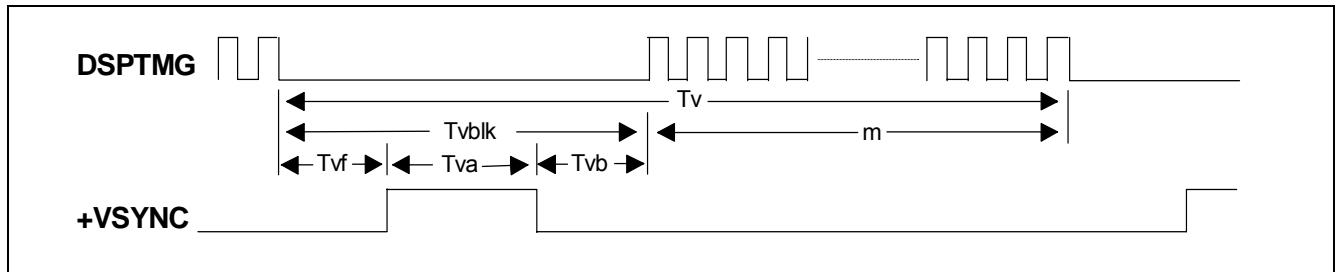 DSPTMG
Tv
Tvblk
m
Tvf
Tva
Tvb
+VSYNC